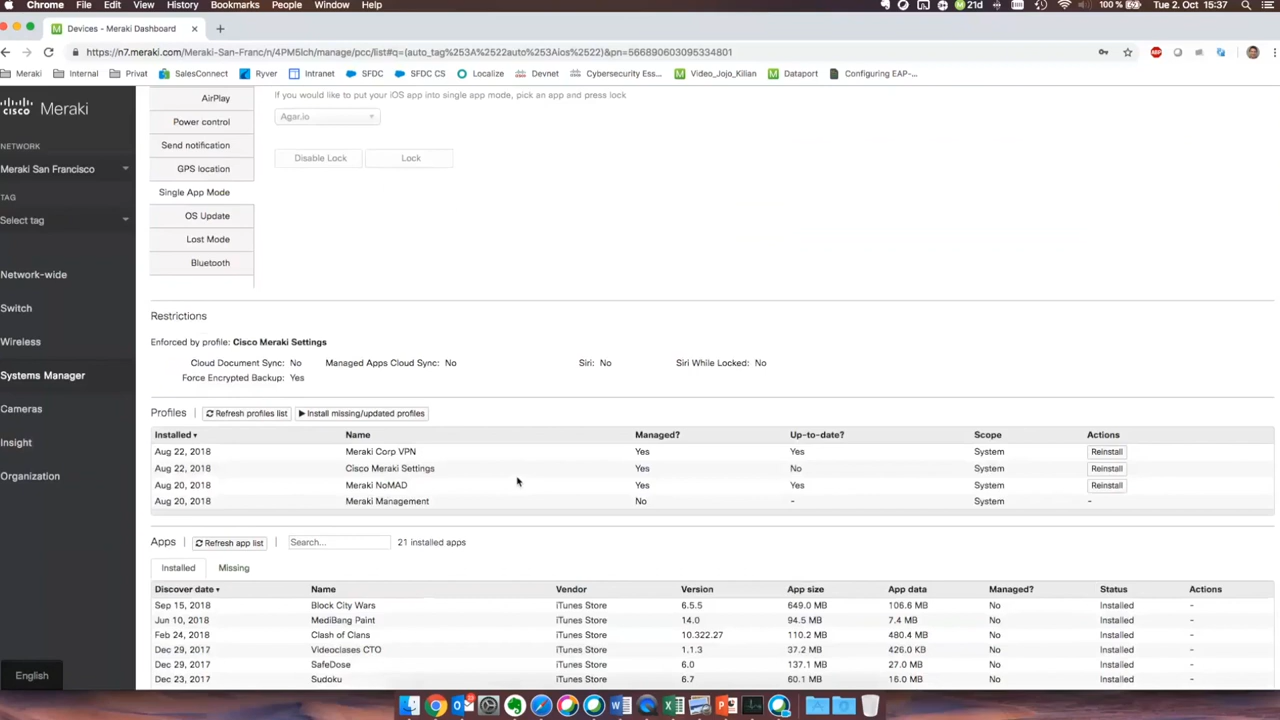 Chrome File Edit View History Bookmarks People Window Help 21d 100 % Tue 2. Oct 15:37
Devices - Meraki Dashboard
https://n7.meraki.com/Meraki-San-Franc/n/4PM5lch/manage/pcc/list#q=(auto_tag%253A%2522auto%253Aios%2522)&pn=566890603095334801
Meraki Internal Privat SalesConnect Ryver Intranet SFDC SFDC CS Localize Devnet Cybersecurity Ess... Video_Jojo_Kilian Dataport Configuring EAP-...
cisco Meraki
NETWORK
Meraki San Francisco
TAG
Select tag
Network-wide
Switch
Wireless
Systems Manager
Cameras
Insight
Organization
English
AirPlay
Power control
Send notification
GPS location
Single App Mode
OS Update
Lost Mode
Bluetooth
If you would like to put your iOS app into single app mode, pick an app and press lock
Agar.io
Disable Lock Lock
Restrictions
Enforced by profile: Cisco Meraki Settings
Cloud Document Sync: No Managed Apps Cloud Sync: No Siri: No Siri While Locked: No
Force Encrypted Backup: Yes
Profiles Refresh profiles list Install missing/updated profiles
Installed Name Managed? Up-to-date? Scope Actions
Aug 22, 2018 Meraki Corp VPN Yes Yes System Reinstall
Aug 22, 2018 Cisco Meraki Settings Yes No System Reinstall
Aug 20, 2018 Meraki NoMAD Yes Yes System Reinstall
Aug 20, 2018 Meraki Management No - System -
Apps Refresh app list Search... 21 installed apps
Installed Missing
Discover date Name Vendor Version App size App data Managed? Status Actions
Sep 15, 2018 Block City Wars iTunes Store 6.5.5 649.0 MB 106.6 MB No Installed -
Jun 10, 2018 MediBang Paint iTunes Store 14.0 94.5 MB 7.4 MB No Installed -
Feb 24, 2018 Clash of Clans iTunes Store 10.322.27 110.2 MB 480.4 MB No Installed -
Dec 29, 2017 Videoclases CTO iTunes Store 1.1.3 37.2 MB 426.0 KB No Installed -
Dec 29, 2017 SafeDose iTunes Store 6.0 137.1 MB 27.0 MB No Installed -
Dec 23, 2017 Sudoku iTunes Store 6.7 60.1 MB 16.0 MB No Installed -